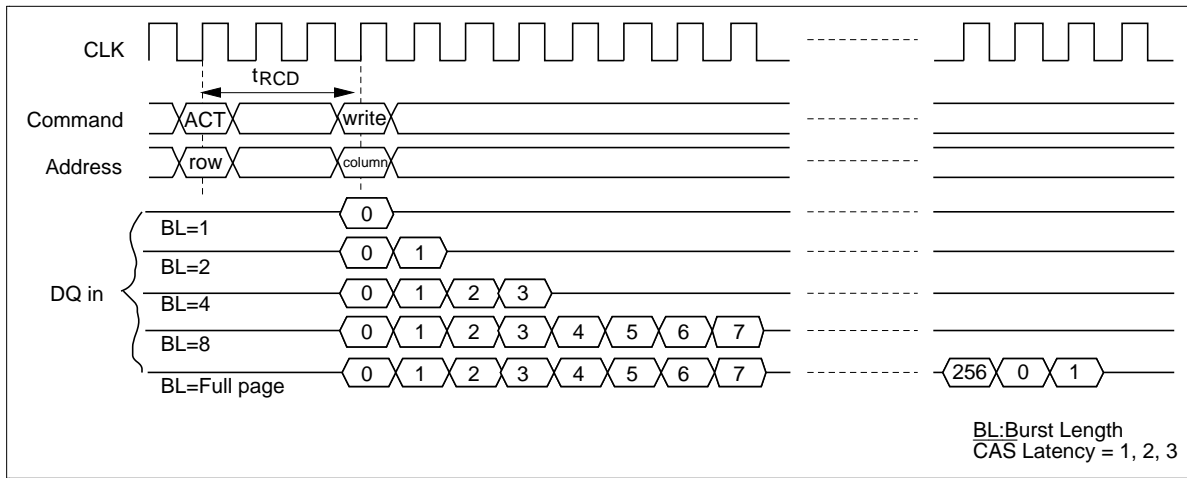 CLK
tRCD
Command ACT write
Address row column
0
BL=1
0 1
BL=2
DQ in
0 1 2 3
BL=4
0 1 2 3 4 5 6 7
BL=8
0 1 2 3 4 5 6 7 256 0 1
BL=Full page
BL:Burst Length
CAS Latency = 1, 2, 3